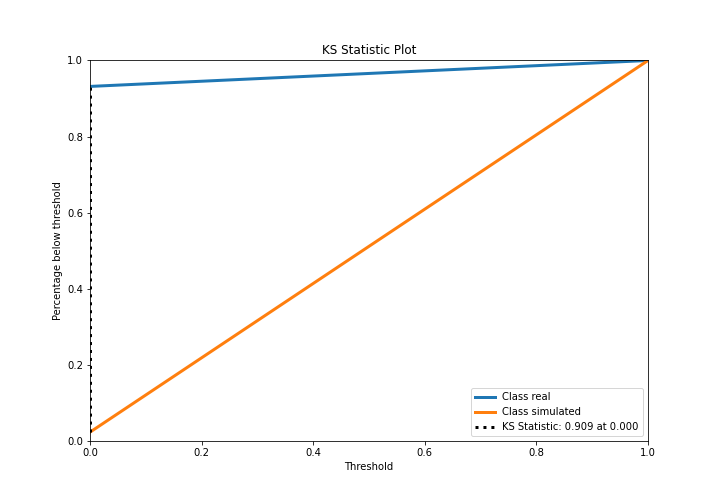 KS Statistic Plot
Percentage below threshold
1.0
0.8
0.6
0.4
0.2
0.0
0.0 0.2 0.4 0.6 0.8 1.0
Threshold
Class real
Class simulated
KS Statistic: 0.909 at 0.000